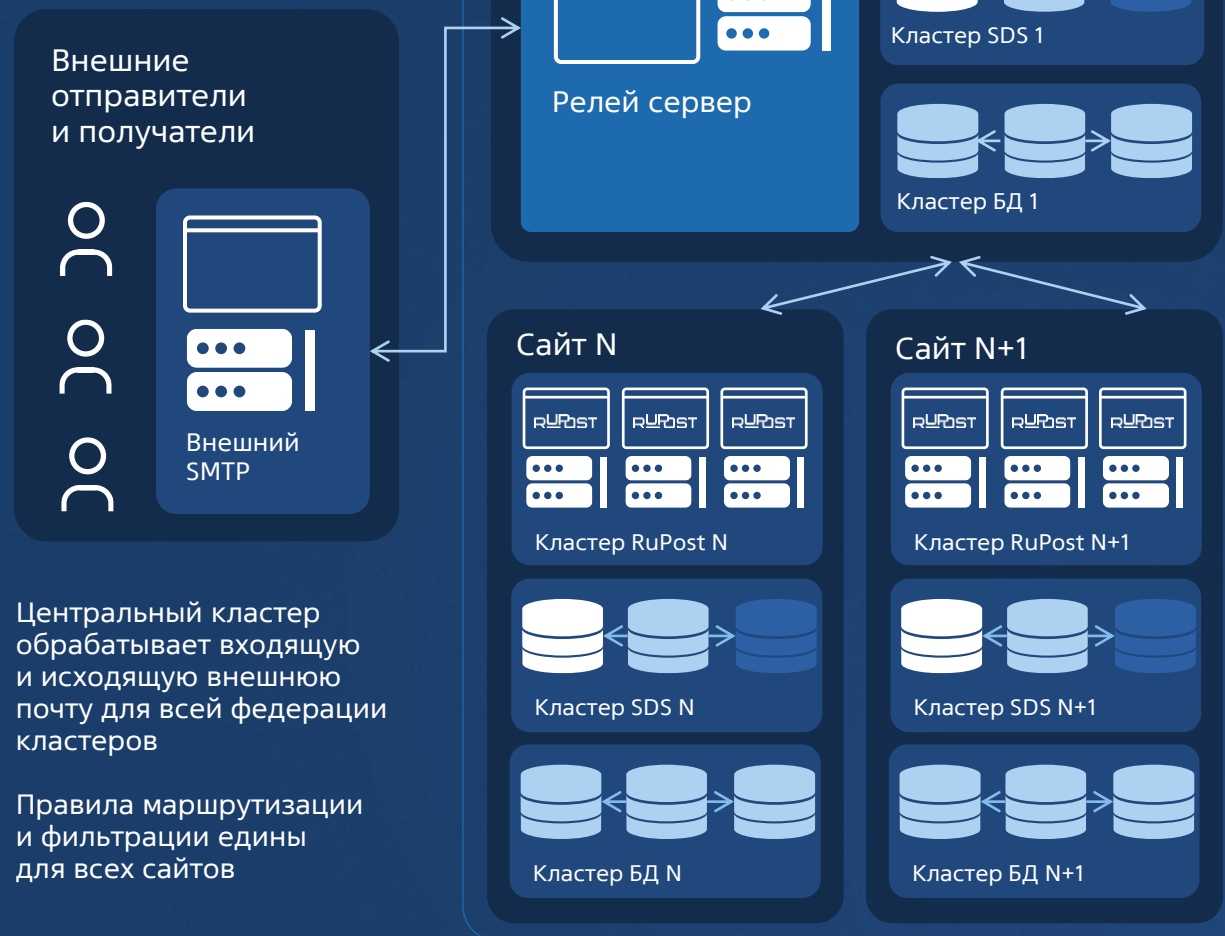 Внешние
отправители
и получатели
Внешний
SMTP
Центральный кластер
обрабатывает входящую
и исходящую внешнюю
почту для всей федерации
кластеров
Правила маршрутизации
и фильтрации едины
для всех сайтов
Релей сервер
Кластер SDS 1
Кластер БД 1
Сайт N
RUPOST RUPOST RUPOST
Кластер RuPost N
Кластер SDS N
Кластер БД N
Сайт N+1
RUPOST RUPOST RUPOST
Кластер RuPost N+1
Кластер SDS N+1
Кластер БД N+1